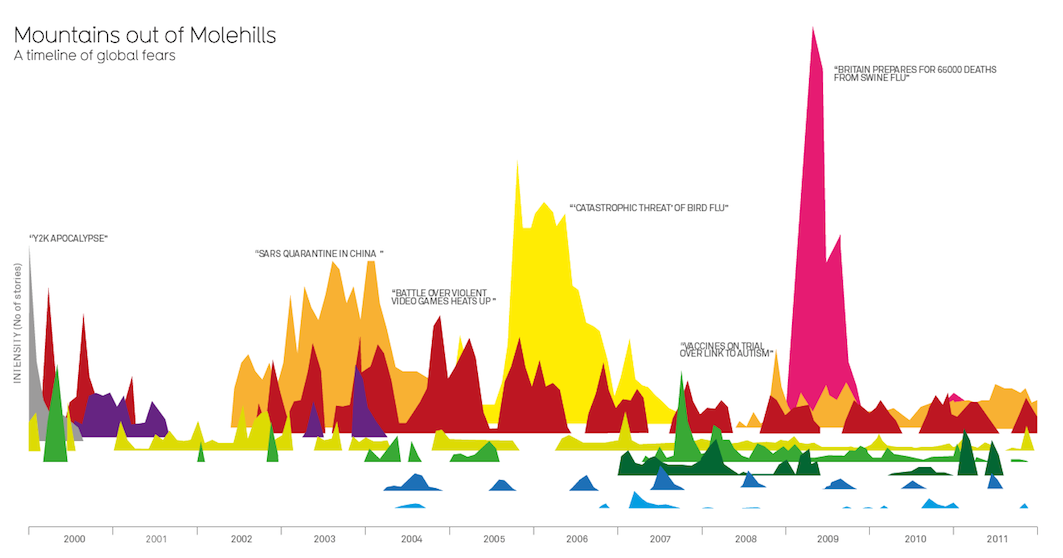 Mountains out of Molehills
A timeline of global fears
"BRITAIN PREPARES FOR 66000 DEATHS
FROM SWINE FLU"
"'CATASTROPHIC THREAT' OF BIRD FLU"
"Y2K APOCALYPSE"
"SARS QUARANTINE IN CHINA "
"BATTLE OVER VIOLENT
VIDEO GAMES HEATS UP "
"VACCINES ON TRIAL
OVER LINK TO AUTISM"
INTENSITY (No of stories)
2000 2001 2002 2003 2004 2005 2006 2007 2008 2009 2010 2011